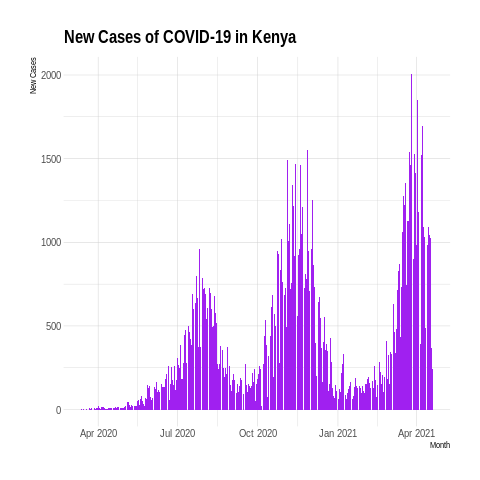 New Cases of COVID-19 in Kenya
New Cases
2000
1500
1000
500
0
Apr 2020 Jul 2020 Oct 2020 Jan 2021 Apr 2021
Month